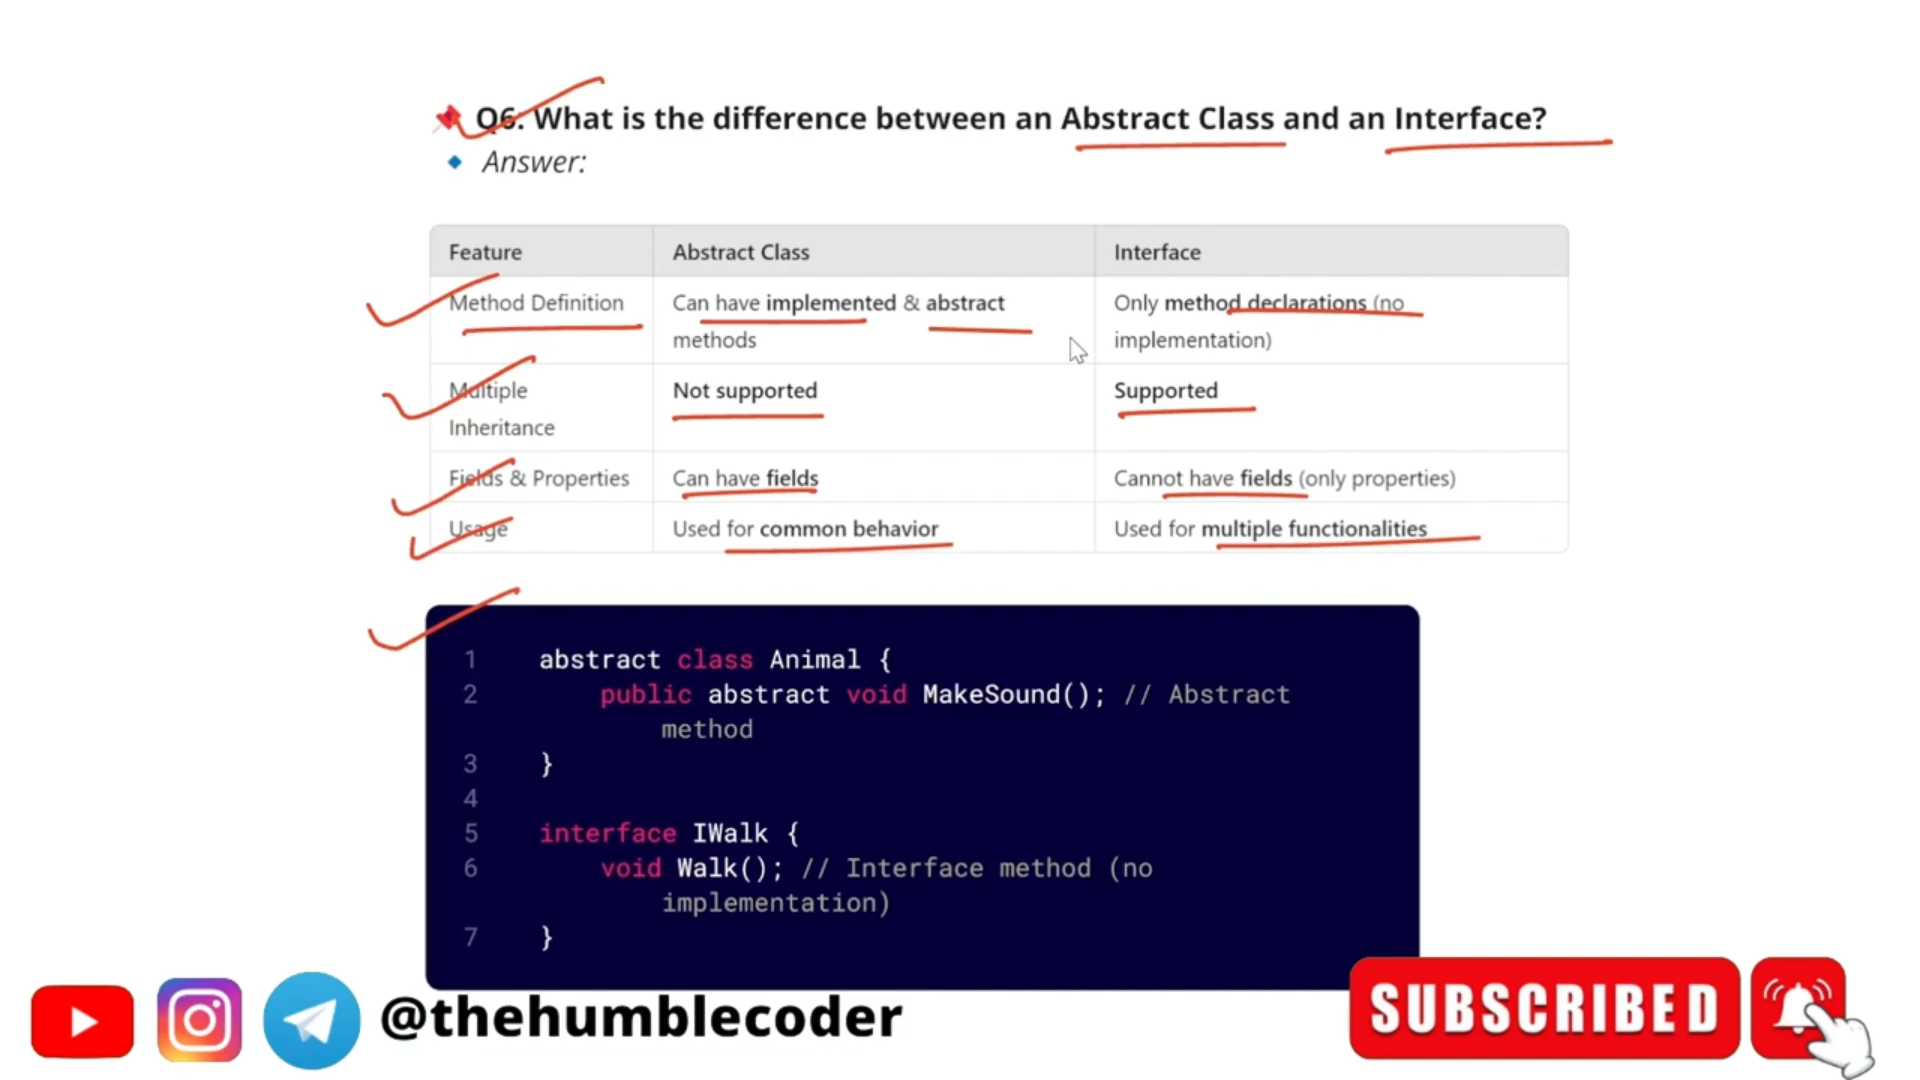 Q6: What is the difference between an Abstract Class and an Interface?
Answer:
Feature Abstract Class Interface
Method Definition Can have implemented & abstract methods Only method declarations (no implementation)
Multiple Inheritance Not supported Supported
Fields & Properties Can have fields Cannot have fields (only properties)
Usage Used for common behavior Used for multiple functionalities
1 abstract class Animal {
2 public abstract void MakeSound(); // Abstract
method
3 }
4
5 interface IWalk {
6 void Walk(); // Interface method (no
implementation)
7 }
@thehumblecoder
SUBSCRIBED